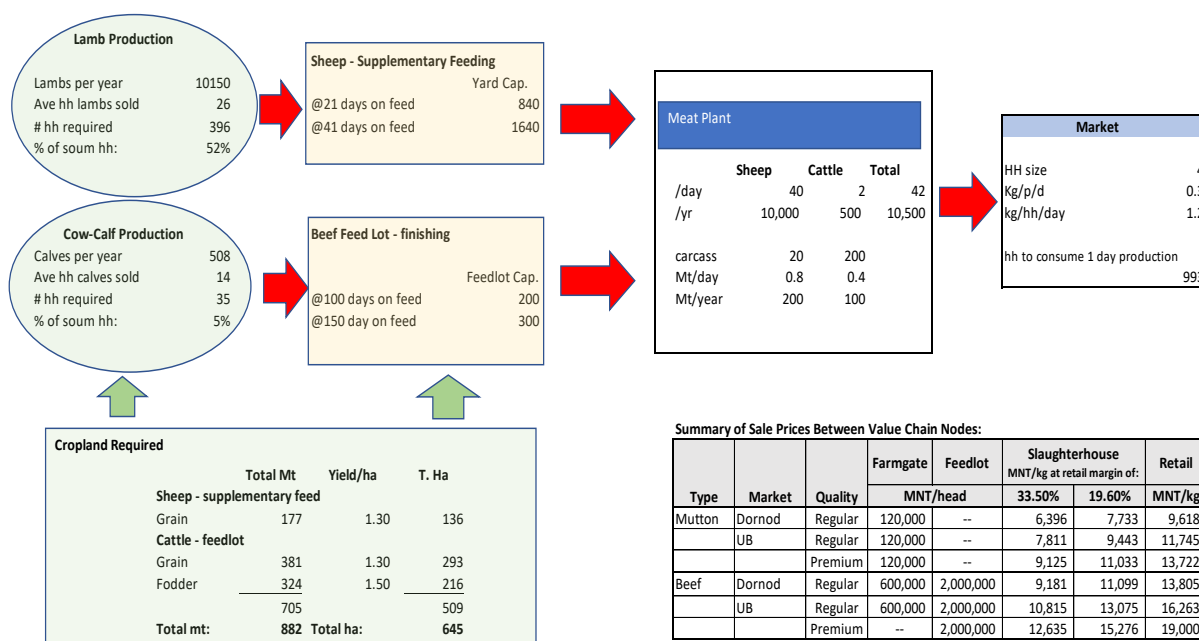 Lamb Production
Lambs per year 10150
Ave hh lambs sold 26
# hh required 396
% of soum hh: 52%
Sheep - Supplementary Feeding
Yard Cap.
@21 days on feed 840
@41 days on feed 1640
Cow-Calf Production
Calves per year 508
Ave hh calves sold 14
# hh required 35
% of soum hh: 5%
Beef Feed Lot - finishing
Feedlot Cap.
@100 days on feed 200
@150 day on feed 300
Meat Plant
Sheep Cattle Total
/day 40 2 42
/yr 10,000 500 10,500
carcass 20 200
Mt/day 0.8 0.4
Mt/year 200 100
Market
HH size
Kg/p/d
kg/hh/day
hh to consume 1 day production
Cropland Required
Total Mt Yield/ha T. Ha
Sheep - supplementary feed
Grain 177 1.30 136
Cattle - feedlot
Grain 381 1.30 293
Fodder 324 1.50 216
705 509
Total mt: 882 Total ha: 645
Summary of Sale Prices Between Value Chain Nodes:
Type Market Quality Farmgate Feedlot Slaughterhouse Retail
MNT/kg at retail margin of:
MNT/head 33.50% 19.60% MNT/kg
Mutton Dornod Regular 120,000 -- 6,396 7,733 9,618
UB Regular 120,000 -- 7,811 9,443 11,745
Premium 120,000 -- 9,125 11,033 13,722
Beef Dornod Regular 600,000 2,000,000 9,181 11,099 13,805
UB Regular 600,000 2,000,000 10,815 13,075 16,263
Premium -- 2,000,000 12,635 15,276 19,000